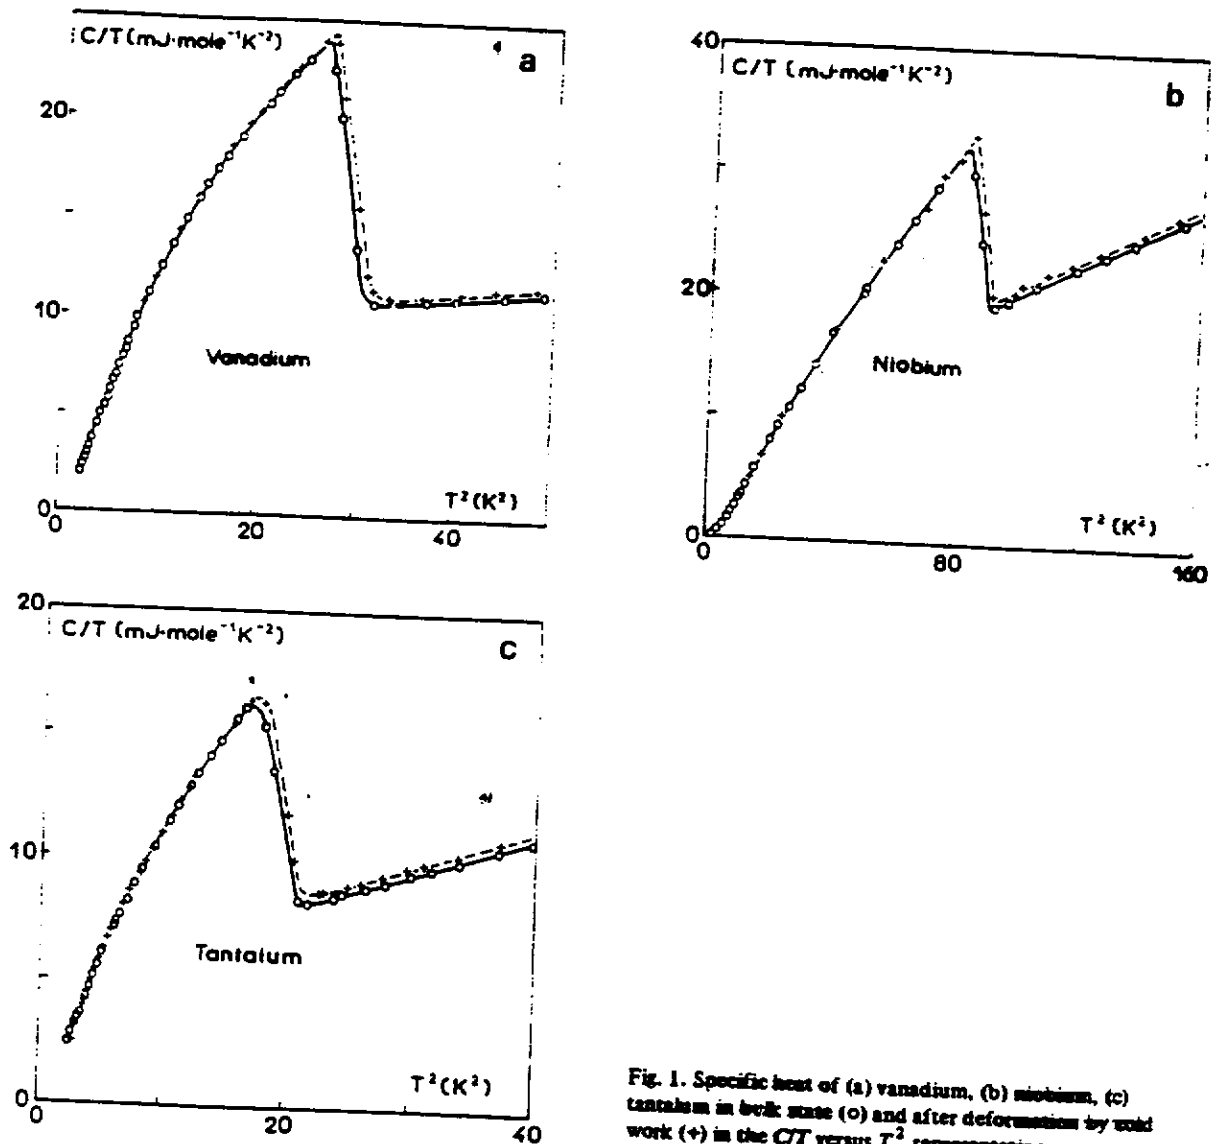 C/T (mJ·mole⁻¹K⁻²)
a
20
10
Vanadium
0
T² (K²)
0
20
40
40
C/T (mJ·mole⁻¹K⁻²)
b
20
Niobium
0
T² (K²)
0
80
160
20
C/T (mJ·mole⁻¹K⁻²)
c
10
Tantalum
0
T² (K²)
0
20
40
Fig. 1. Specific heat of (a) vanadium, (b) niobium, (c)
tantalum in bulk state (o) and after deformation by cold
work (+) in the C/T versus T²